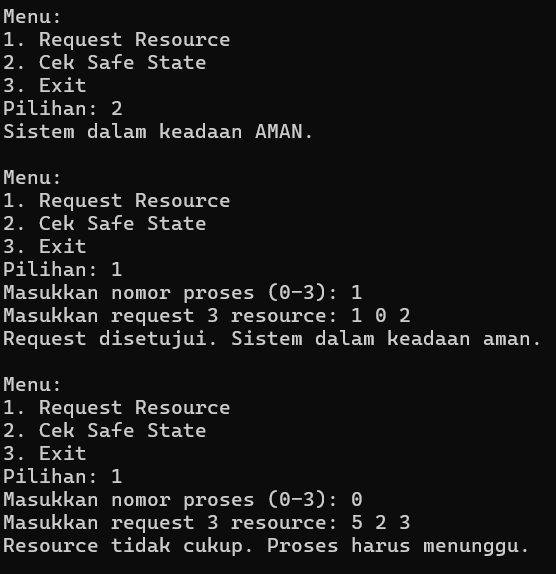 Menu:
1. Request Resource
2. Cek Safe State
3. Exit
Pilihan: 2
Sistem dalam keadaan AMAN.

Menu:
1. Request Resource
2. Cek Safe State
3. Exit
Pilihan: 1
Masukkan nomor proses (0-3): 1
Masukkan request 3 resource: 1 0 2
Request disetujui. Sistem dalam keadaan aman.

Menu:
1. Request Resource
2. Cek Safe State
3. Exit
Pilihan: 1
Masukkan nomor proses (0-3): 0
Masukkan request 3 resource: 5 2 3
Resource tidak cukup. Proses harus menunggu.